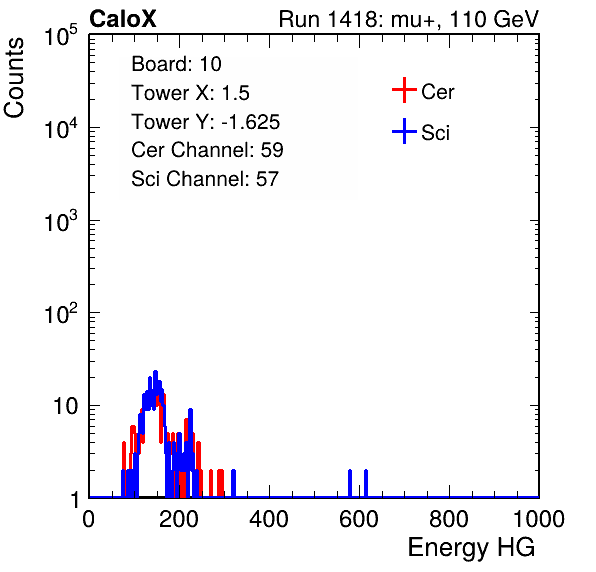 CaloX Run 1418: mu+, 110 GeV
Counts
10^5
10^4
10^3
10^2
10
1
Board: 10
Tower X: 1.5
Tower Y: -1.625
Cer Channel: 59
Sci Channel: 57
Cer
Sci
0 200 400 600 800 1000
Energy HG